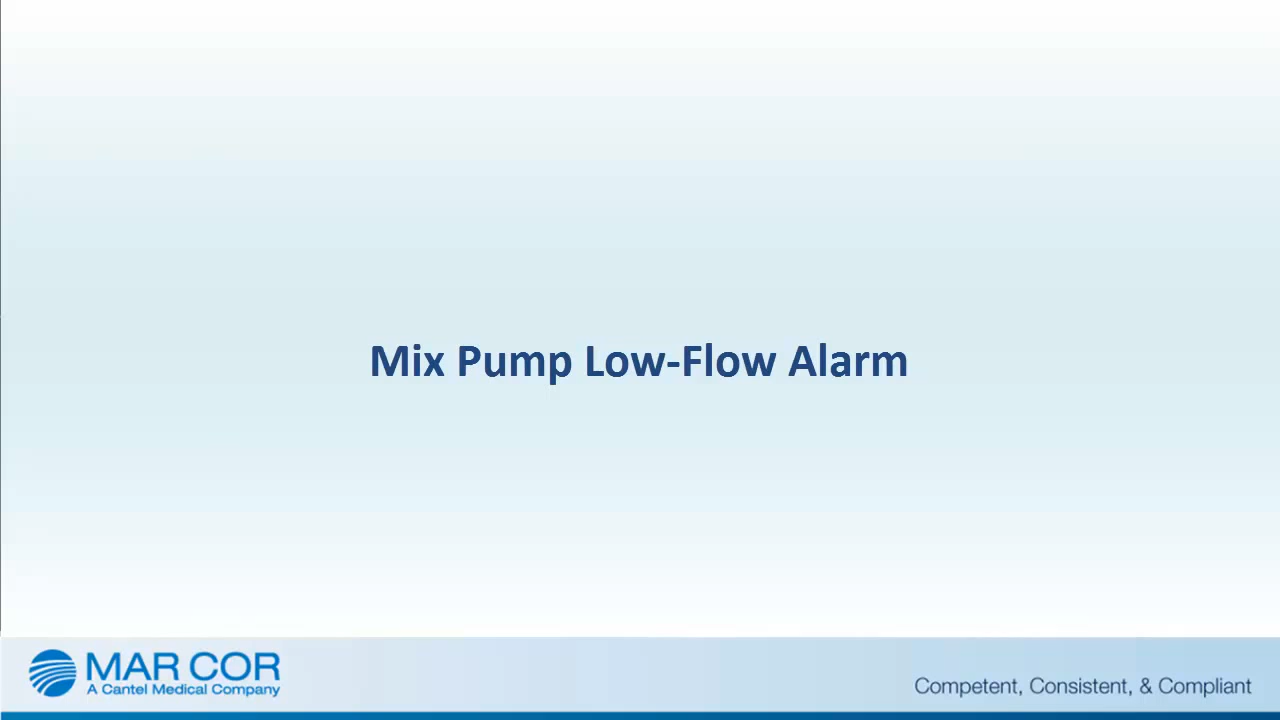 Mix Pump Low-Flow Alarm
MAR COR
A Cantel Medical Company
Competent, Consistent, & Compliant